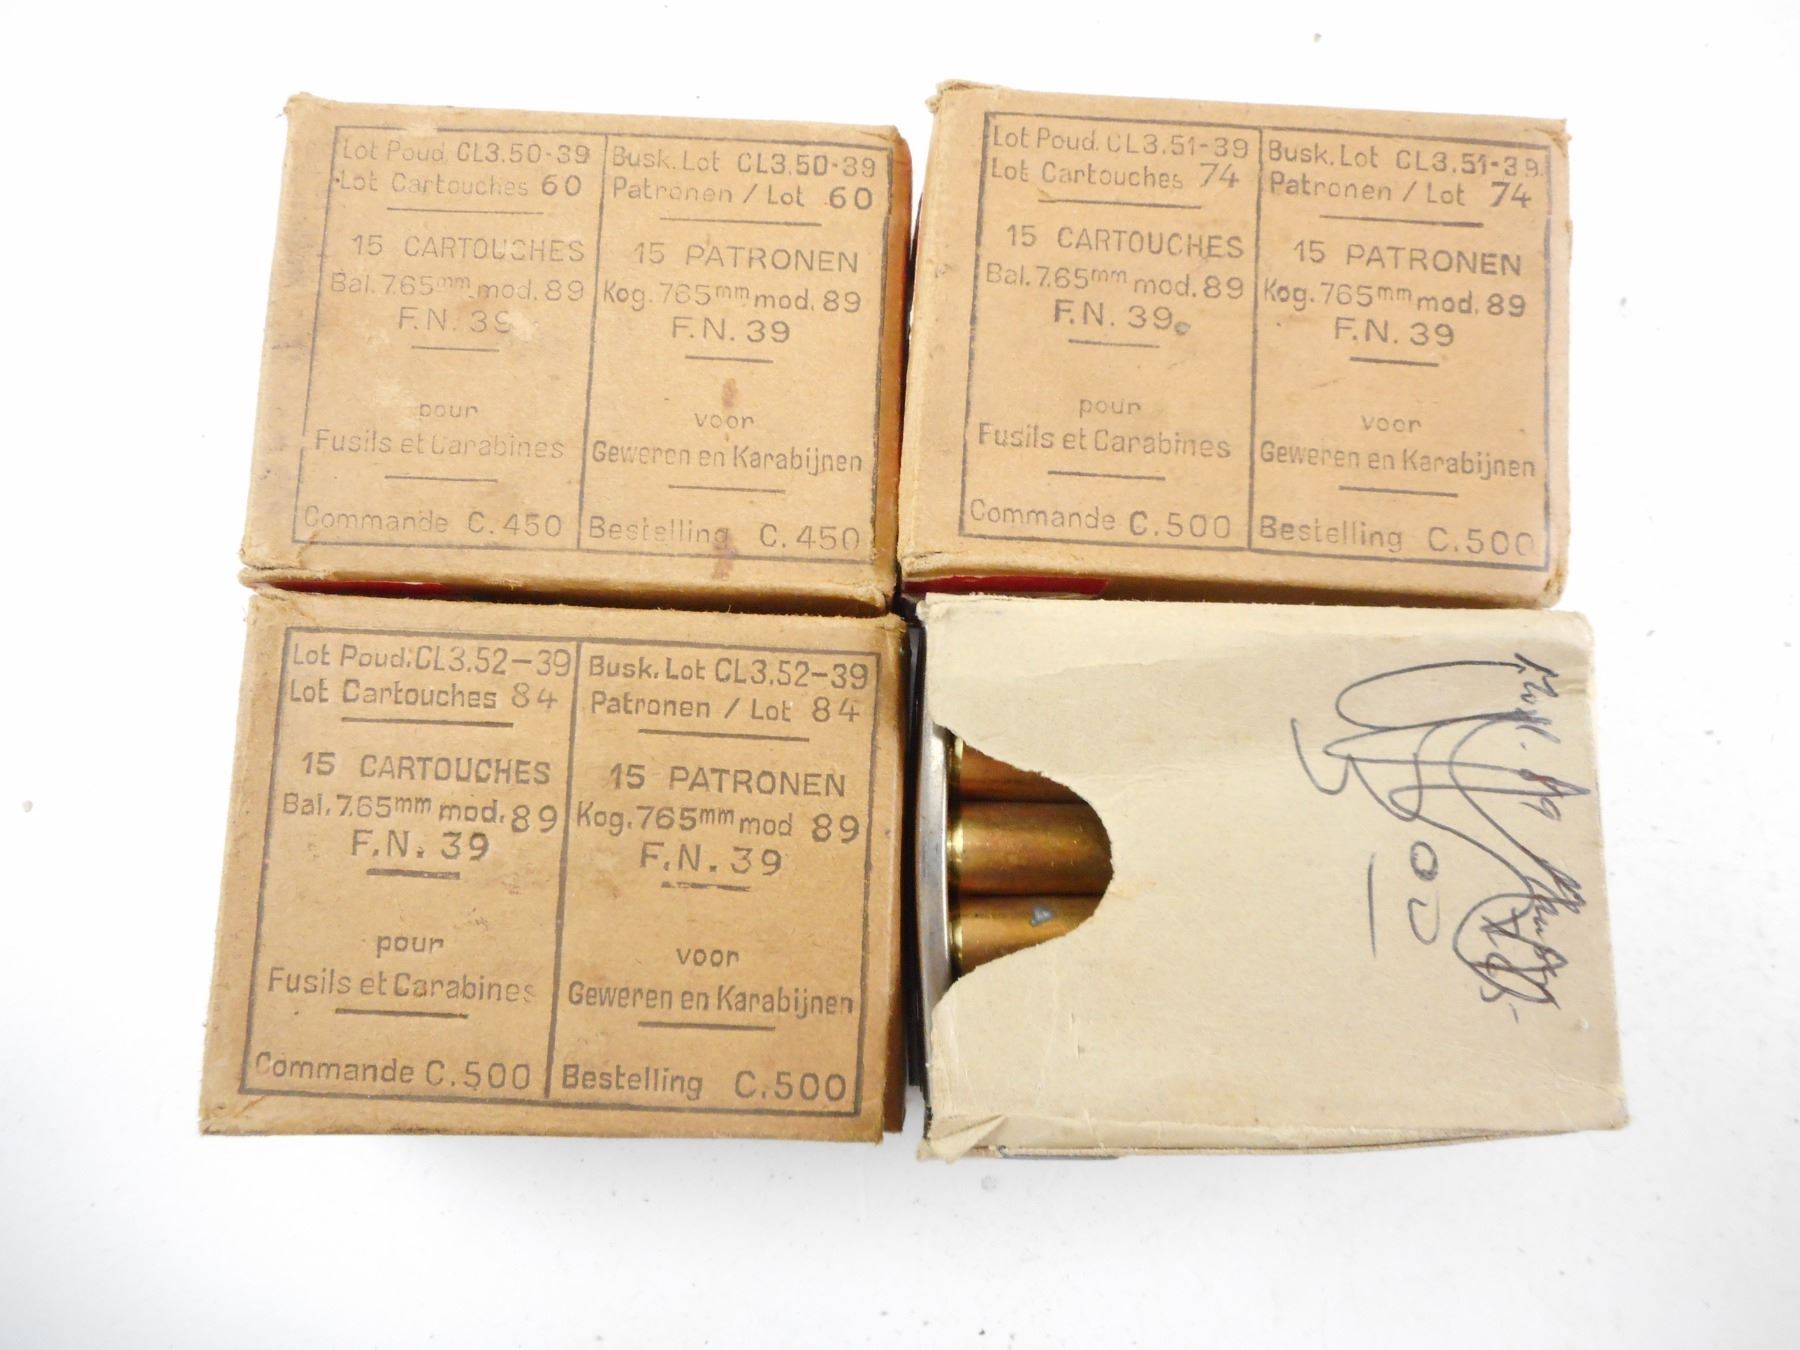 Lot Poud. CL3.50-39
Lot Cartouches 60
15 CARTOUCHES
Bal. 7.65mm mod. 89
F.N. 39
pour
Fusils et Carabines
Commande C.450
Busk. Lot CL3.50-39
Patronen / Lot 60
15 PATRONEN
Kog. 765mm mod. 89
F.N. 39
voor
Geweren en Karabijnen
Bestelling C.450
Lot Poud. CL3.51-39
Lot Cartouches 74
15 CARTOUCHES
Bal. 7.65mm mod. 89
F.N. 39
pour
Fusils et Carabines
Commande C.500
Busk. Lot CL3.51-39
Patronen / Lot 74
15 PATRONEN
Kog. 765mm mod. 89
F.N. 39
voor
Geweren en Karabijnen
Bestelling C.500
Lot Poud. CL3.52-39
Lot Cartouches 84
15 CARTOUCHES
Bal. 7.65mm mod. 89
F.N. 39
pour
Fusils et Carabines
Commande C.500
Busk. Lot CL3.52-39
Patronen / Lot 84
15 PATRONEN
Kog. 765mm mod 89
F.N. 39
voor
Geweren en Karabijnen
Bestelling C.500